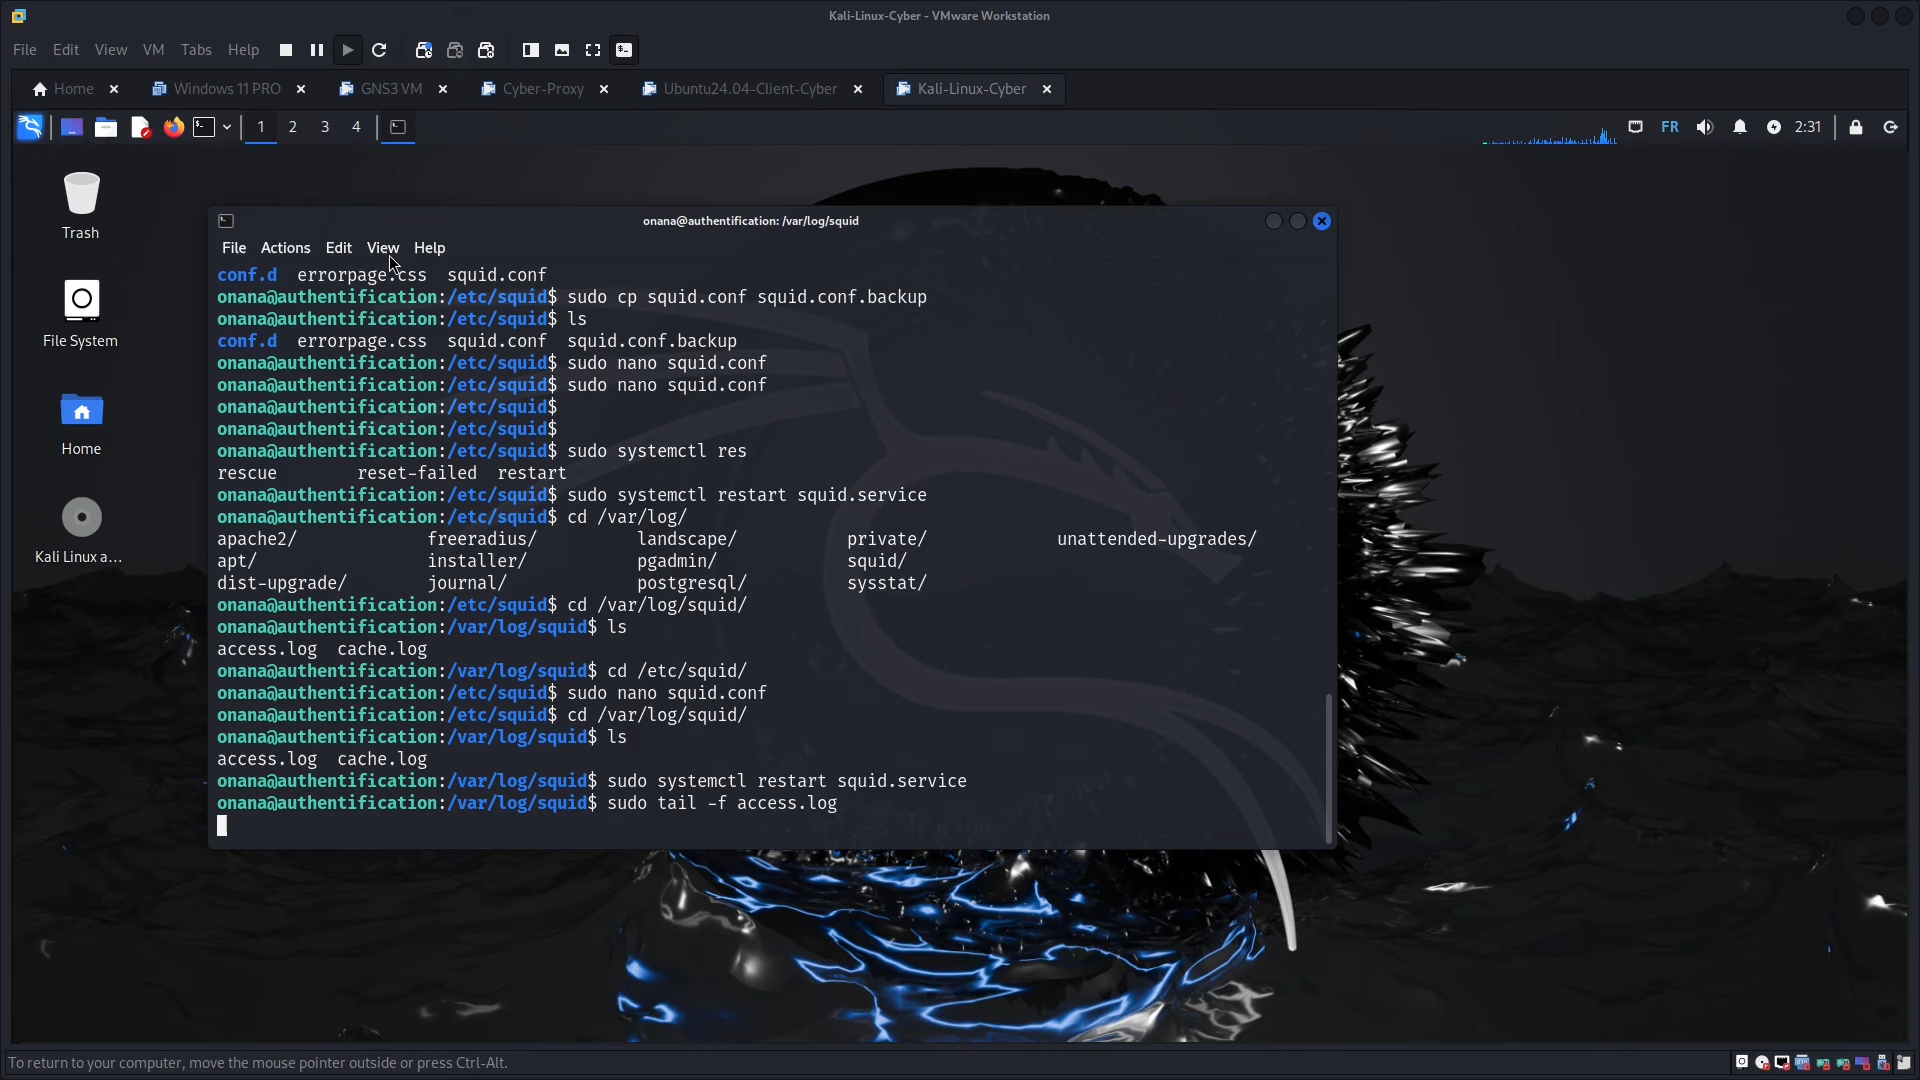 Kali-Linux-Cyber - VMware Workstation
File Edit View VM Tabs Help
Home Windows 11 PRO GNS3 VM Cyber-Proxy Ubuntu24.04-Client-Cyber Kali-Linux-Cyber
1 2 3 4 FR 2:31
Trash
File System
Home
Kali Linux a...
onana@authentification: /var/log/squid
File Actions Edit View Help
conf.d errorpage.css squid.conf
onana@authentification:/etc/squid$ sudo cp squid.conf squid.conf.backup
onana@authentification:/etc/squid$ ls
conf.d errorpage.css squid.conf squid.conf.backup
onana@authentification:/etc/squid$ sudo nano squid.conf
onana@authentification:/etc/squid$ sudo nano squid.conf
onana@authentification:/etc/squid$
onana@authentification:/etc/squid$
onana@authentification:/etc/squid$ sudo systemctl res
rescue reset-failed restart
onana@authentification:/etc/squid$ sudo systemctl restart squid.service
onana@authentification:/etc/squid$ cd /var/log/
apache2/ freeradius/ landscape/ private/ unattended-upgrades/
apt/ installer/ pgadmin/ squid/
dist-upgrade/ journal/ postgresql/ sysstat/
onana@authentification:/etc/squid$ cd /var/log/squid/
onana@authentification:/var/log/squid$ ls
access.log cache.log
onana@authentification:/var/log/squid$ cd /etc/squid/
onana@authentification:/etc/squid$ sudo nano squid.conf
onana@authentification:/etc/squid$ cd /var/log/squid/
onana@authentification:/var/log/squid$ ls
access.log cache.log
onana@authentification:/var/log/squid$ sudo systemctl restart squid.service
onana@authentification:/var/log/squid$ sudo tail -f access.log
To return to your computer, move the mouse pointer outside or press Ctrl-Alt.